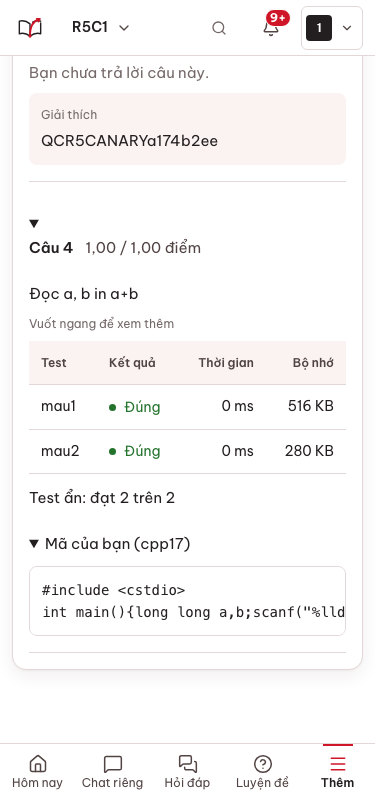 R5C1
9+
1
Bạn chưa trả lời câu này.
Giải thích
QCR5CANARYa174b2ee
Câu 4 1,00 / 1,00 điểm
Đọc a, b in a+b
Vuốt ngang để xem thêm
Test Kết quả Thời gian Bộ nhớ
mau1 Đúng 0 ms 516 KB
mau2 Đúng 0 ms 280 KB
Test ẩn: đạt 2 trên 2
Mã của bạn (cpp17)
#include <cstdio>
int main(){long long a,b;scanf("%lld
Hôm nay Chat riêng Hỏi đáp Luyện đề Thêm